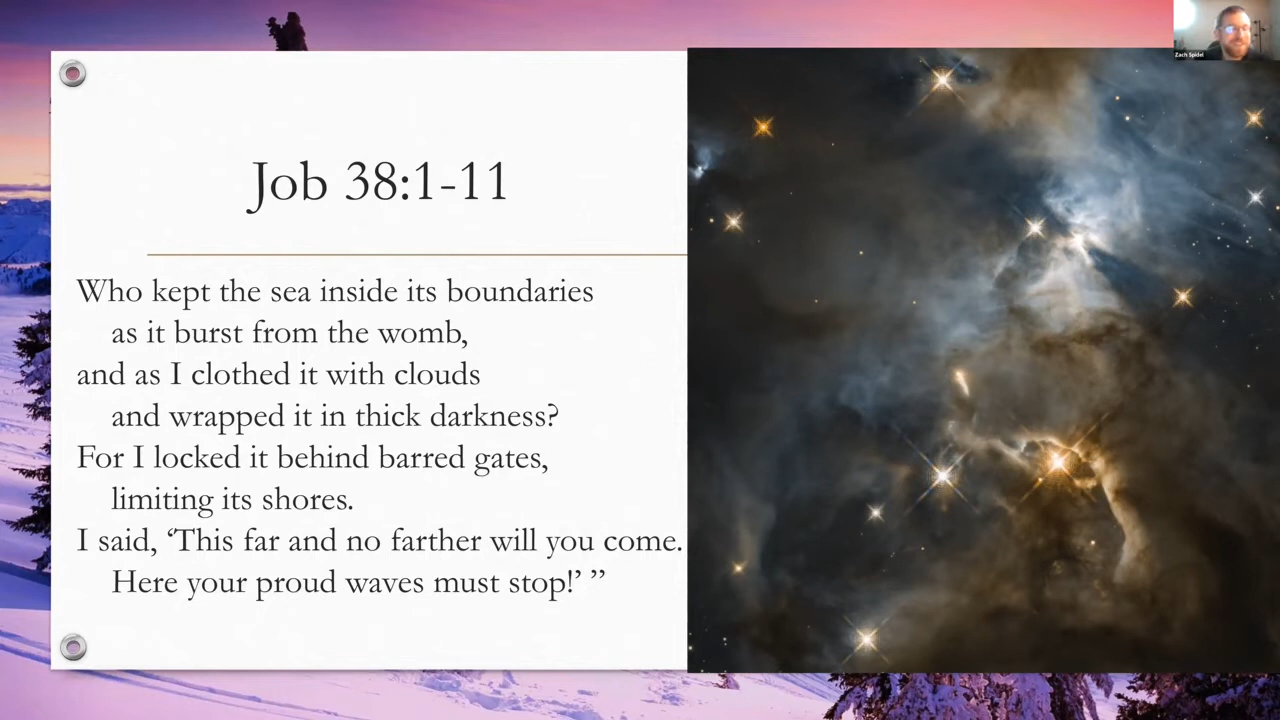 Zach Spidel
Job 38:1-11
Who kept the sea inside its boundaries
as it burst from the womb,
and as I clothed it with clouds
and wrapped it in thick darkness?
For I locked it behind barred gates,
limiting its shores.
I said, ‘This far and no farther will you come.
Here your proud waves must stop!’ ”